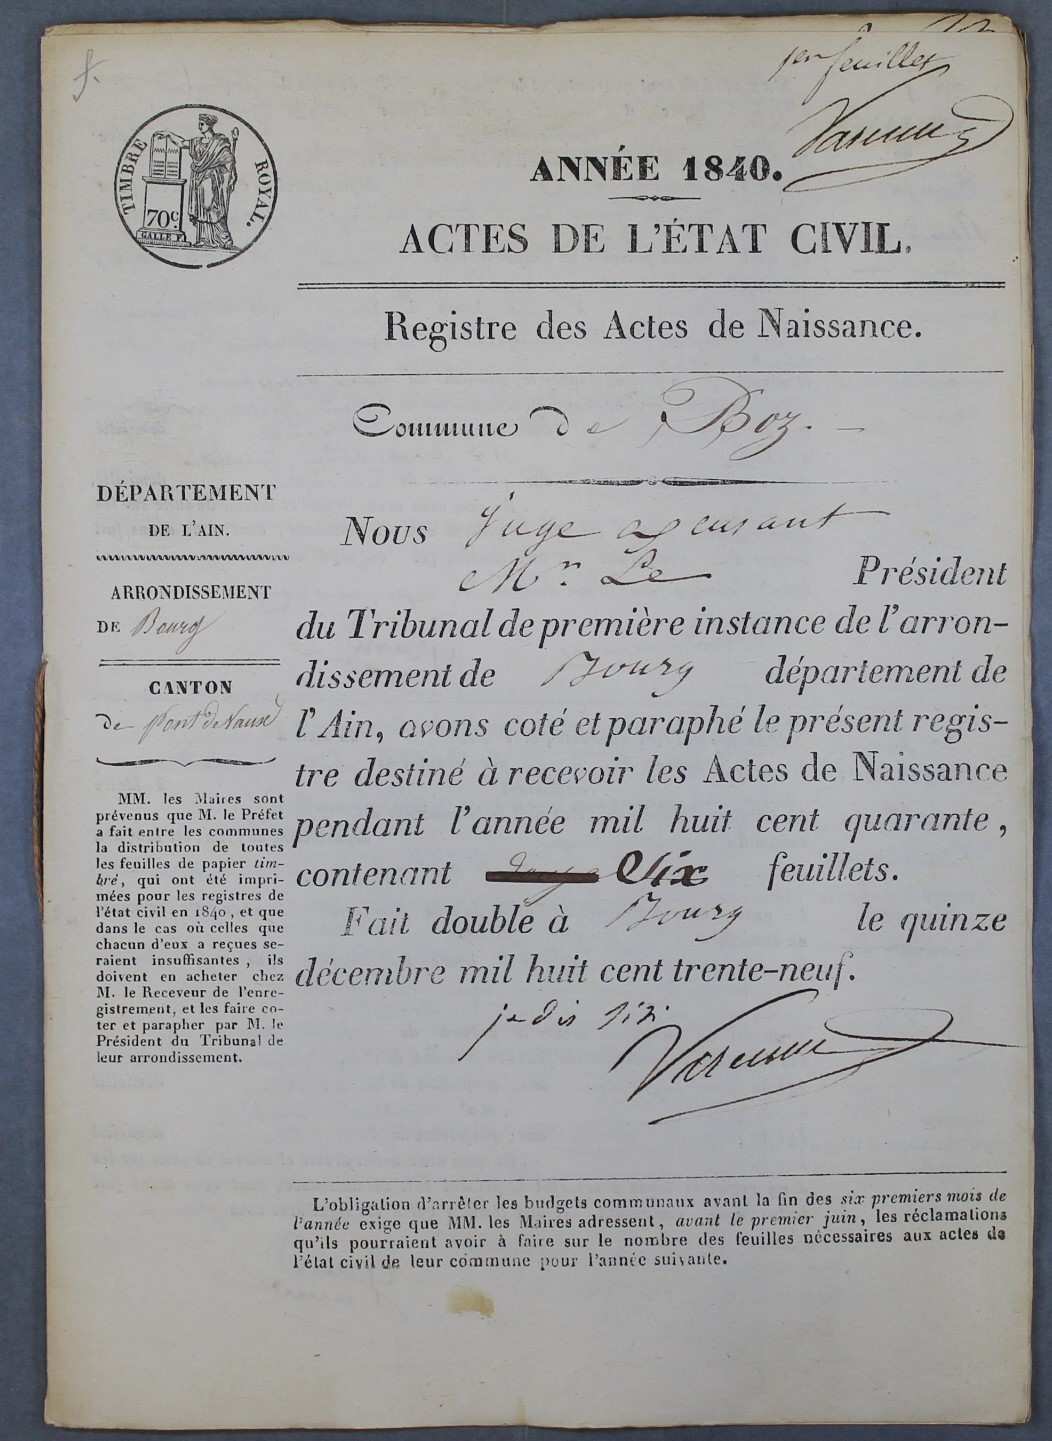 1er feuillet
TIMBRE ROYAL.
70c
GALLE F.
ANNÉE 1840.
ACTES DE L'ÉTAT CIVIL.
Registre des Actes de Naissance.
Commune de Boz.
DÉPARTEMENT
DE L'AIN.
ARRONDISSEMENT
DE Bourg
CANTON
de Pont de Vaux
MM. les Maires sont
prévenus que M. le Préfet
a fait entre les communes
la distribution de toutes
les feuilles de papier tim-
bré, qui ont été impri-
mées pour les registres de
l'état civil en 1840, et que
dans le cas où celles que
chacun d'eux a reçues se-
raient insuffisantes, ils
doivent en acheter chez
M. le Receveur de l'enre-
gistrement, et les faire co-
ter et parapher par M. le
Président du Tribunal de
leur arrondissement.
Nous Juge
Mr. Le Président
du Tribunal de première instance de l'arron-
dissement de Bourg département de
l'Ain, avons coté et paraphé le présent regis-
tre destiné à recevoir les Actes de Naissance
pendant l'année mil huit cent quarante,
contenant Six feuillets.
Fait double à Bourg le quinze
décembre mil huit cent trente-neuf.
je dis six
L'obligation d'arrêter les budgets communaux avant la fin des six premiers mois de
l'année exige que MM. les Maires adressent, avant le premier juin, les réclamations
qu'ils pourraient avoir à faire sur le nombre des feuilles nécessaires aux actes de
l'état civil de leur commune pour l'année suivante.